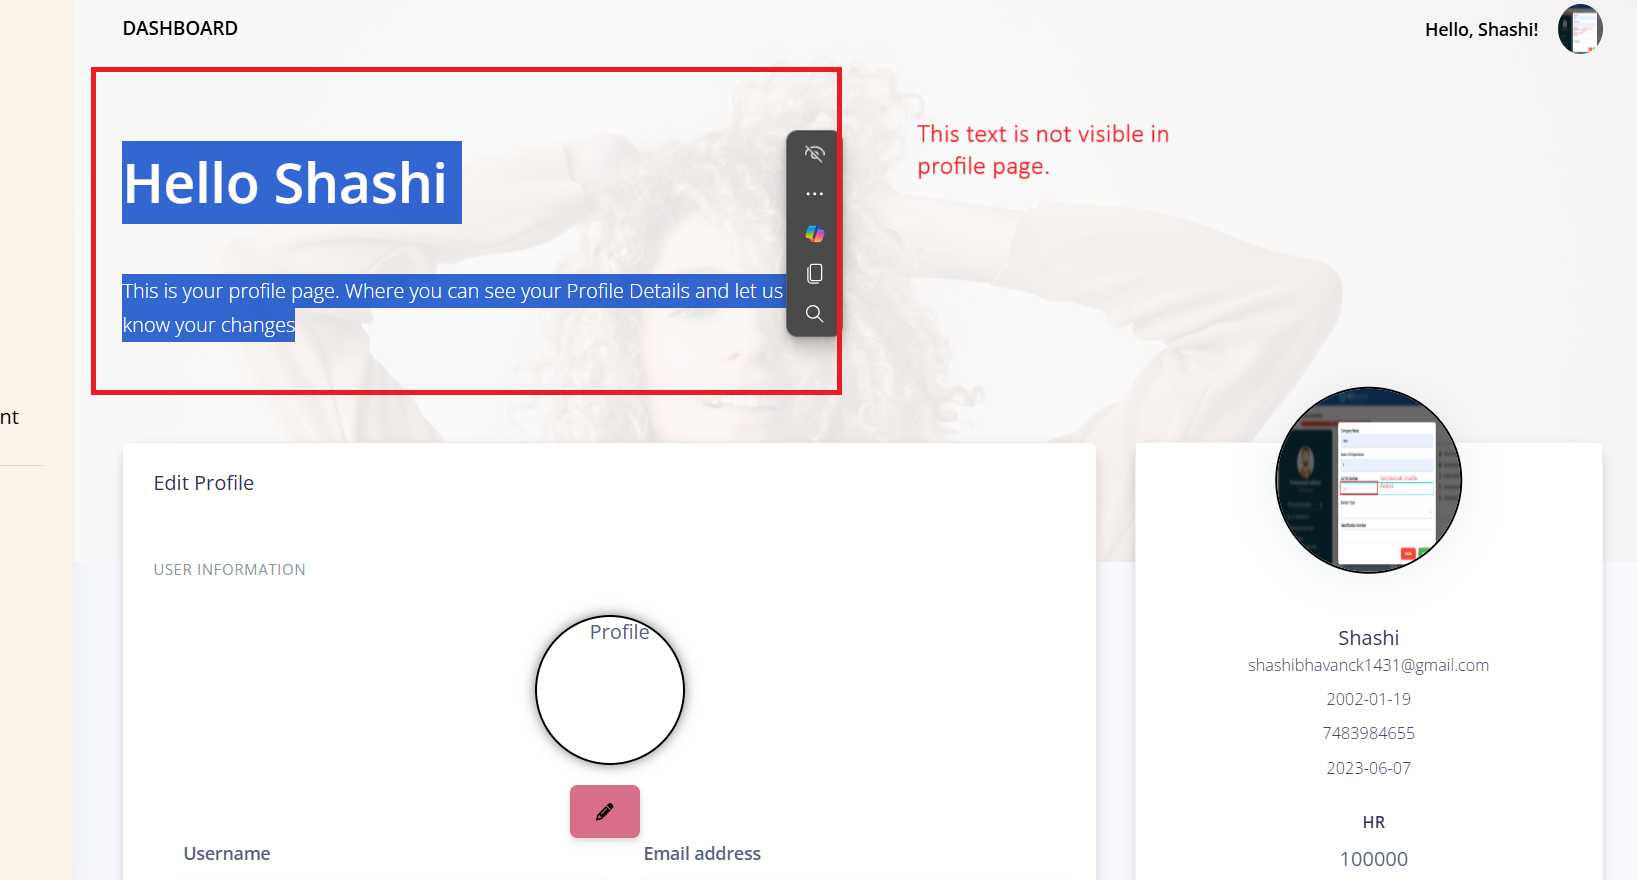 DASHBOARD
Hello, Shashi!
Hello Shashi
This text is not visible in
profile page.
This is your profile page. Where you can see your Profile Details and let us
know your changes
nt
Edit Profile
USER INFORMATION
Profile
Username
Email address
Shashi
shashibhavanck1431@gmail.com
2002-01-19
7483984655
2023-06-07
HR
100000